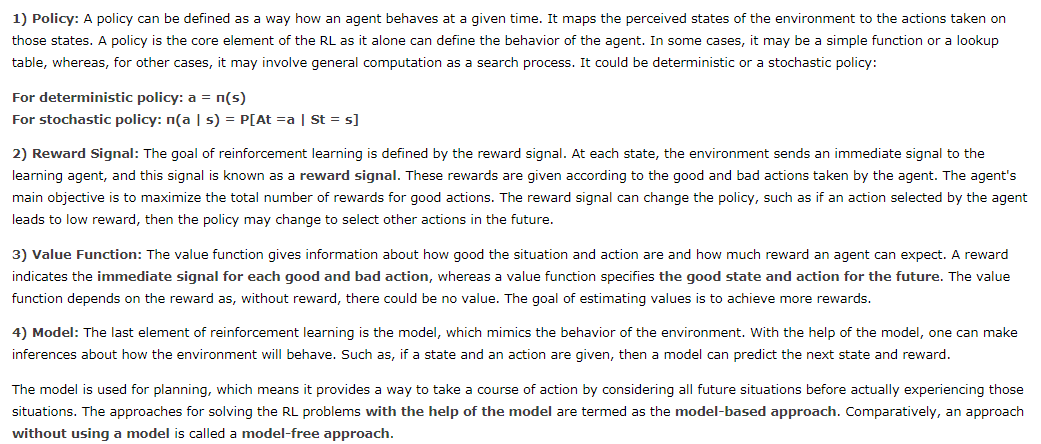 1) Policy: A policy can be defined as a way how an agent behaves at a given time. It maps the perceived states of the environment to the actions taken on
those states. A policy is the core element of the RL as it alone can define the behavior of the agent. In some cases, it may be a simple function or a lookup
table, whereas, for other cases, it may involve general computation as a search process. It could be deterministic or a stochastic policy:
For deterministic policy: a = π(s)
For stochastic policy: π(a | s) = P[At =a | St = s]
2) Reward Signal: The goal of reinforcement learning is defined by the reward signal. At each state, the environment sends an immediate signal to the
learning agent, and this signal is known as a reward signal. These rewards are given according to the good and bad actions taken by the agent. The agent's
main objective is to maximize the total number of rewards for good actions. The reward signal can change the policy, such as if an action selected by the agent
leads to low reward, then the policy may change to select other actions in the future.
3) Value Function: The value function gives information about how good the situation and action are and how much reward an agent can expect. A reward
indicates the immediate signal for each good and bad action, whereas a value function specifies the good state and action for the future. The value
function depends on the reward as, without reward, there could be no value. The goal of estimating values is to achieve more rewards.
4) Model: The last element of reinforcement learning is the model, which mimics the behavior of the environment. With the help of the model, one can make
inferences about how the environment will behave. Such as, if a state and an action are given, then a model can predict the next state and reward.
The model is used for planning, which means it provides a way to take a course of action by considering all future situations before actually experiencing those
situations. The approaches for solving the RL problems with the help of the model are termed as the model-based approach. Comparatively, an approach
without using a model is called a model-free approach.